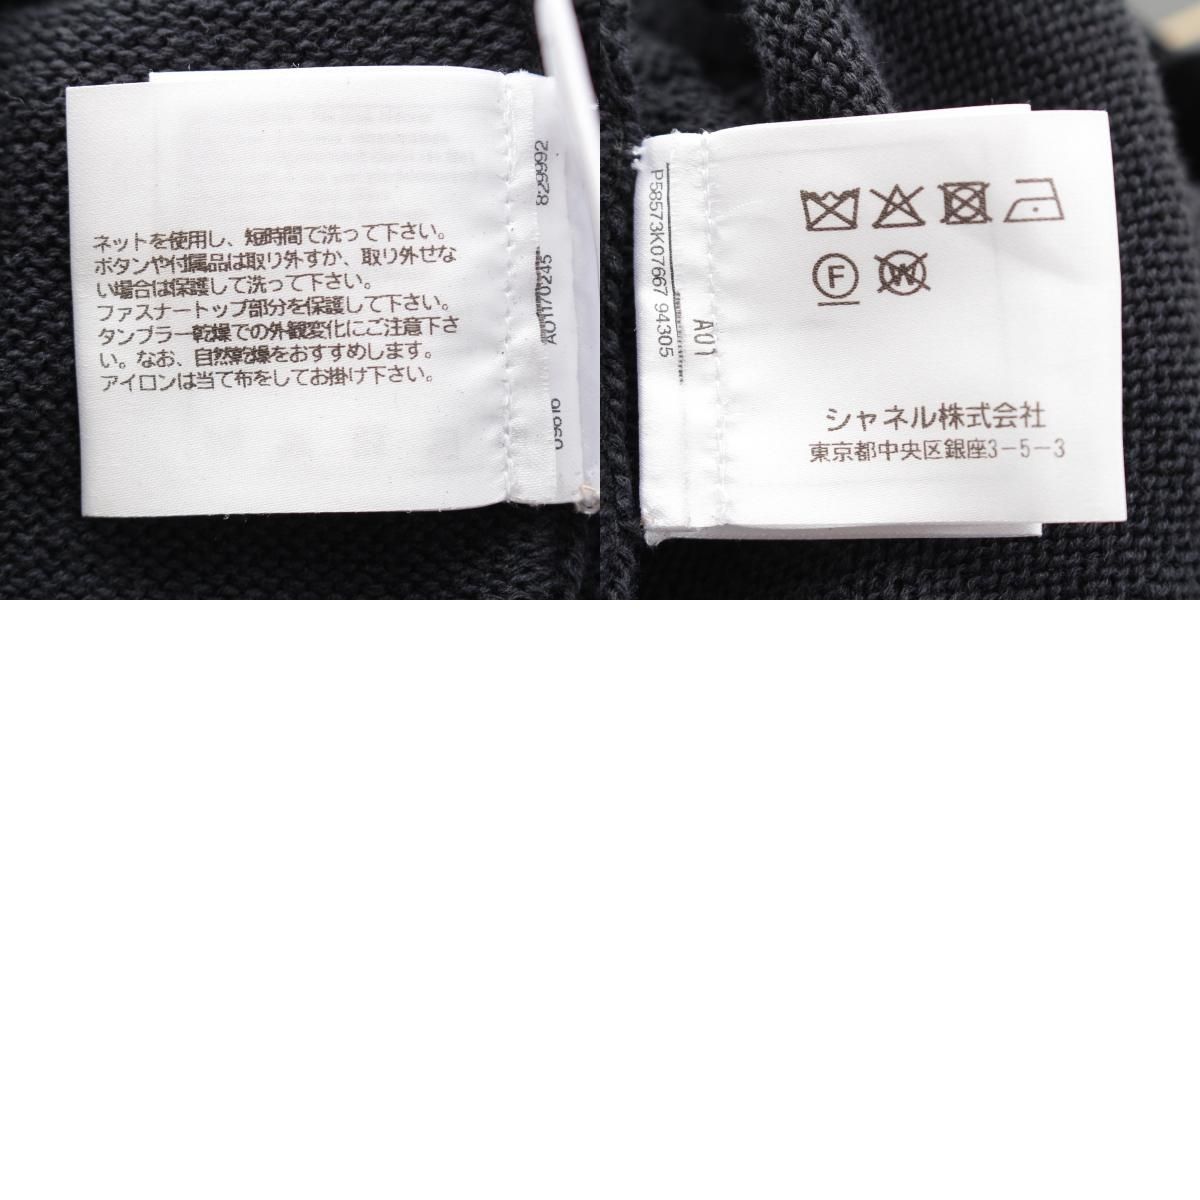 ネットを使用し、短時間で洗って下さい。
ボタンや付属品は取り外すか、取り外せな
い場合は保護して洗って下さい。
ファスナートップ部分を保護して下さい。
タンブラー乾燥での外観変化にご注意下さ
い。なお、自然乾燥をおすすめします。
アイロンは当て布をしてお掛け下さい。
829992
P58573K07667 94305
A01
F
W
シャネル株式会社
東京都中央区銀座3-5-3